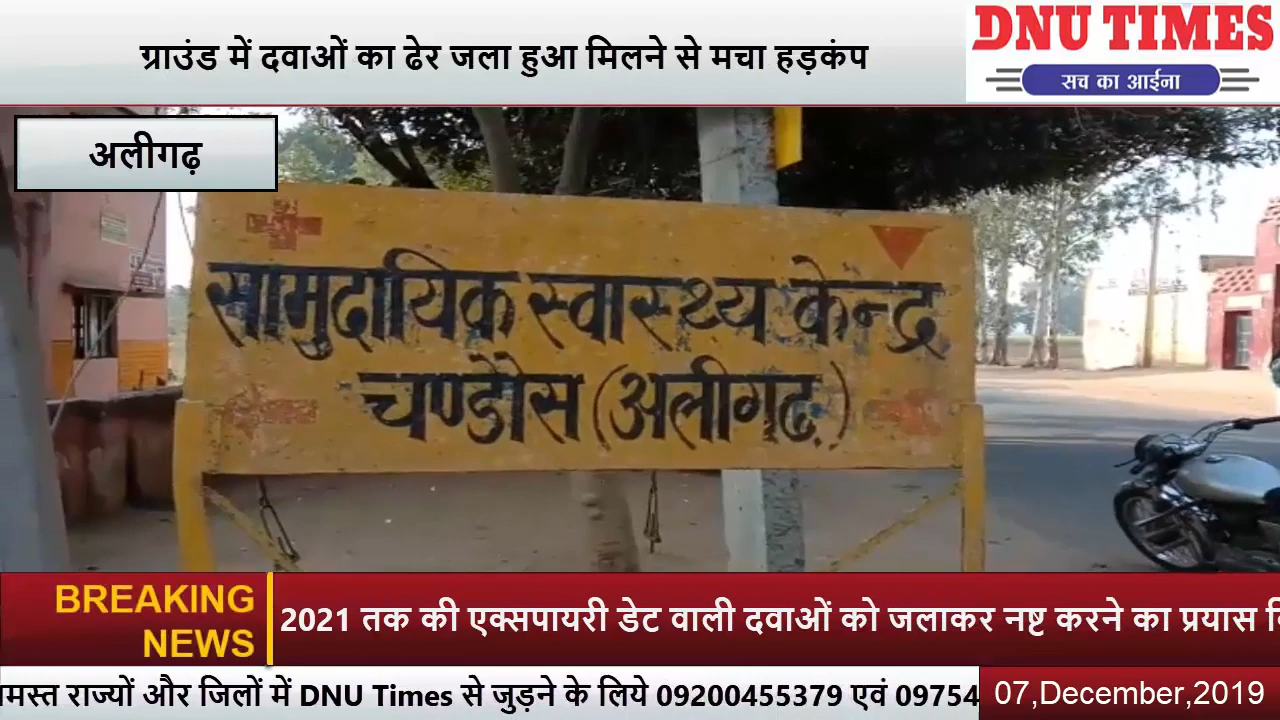 ग्राउंड में दवाओं का ढेर जला हुआ मिलने से मचा हड़कंप
DNU TIMES
सच का आईना
अलीगढ़
सामुदायिक स्वास्थ्य केन्द्र
चण्डौस (अलीगढ़)
BREAKING
NEWS
2021 तक की एक्सपायरी डेट वाली दवाओं को जलाकर नष्ट करने का प्रयास
राज्यों और जिलों में DNU Times से जुड़ने के लिये 09200455379 एवं 09754
07,December,2019